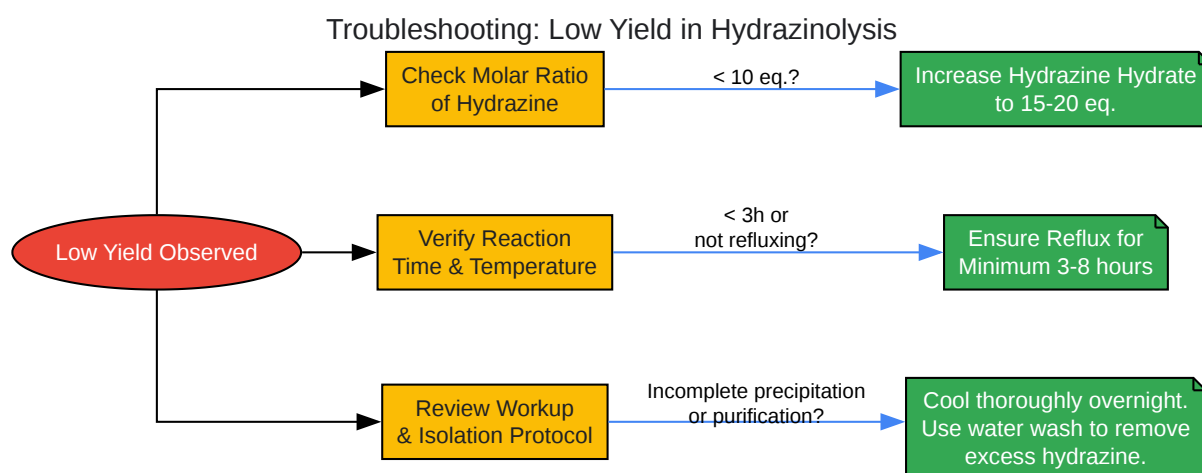 Troubleshooting: Low Yield in Hydrazinolysis
Check Molar Ratio
of Hydrazine
< 10 eq.?
Increase Hydrazine Hydrate
to 15-20 eq.
Low Yield Observed
Verify Reaction
Time & Temperature
< 3h or
not refluxing?
Ensure Reflux for
Minimum 3-8 hours
Review Workup
& Isolation Protocol
Incomplete precipitation
or purification?
Cool thoroughly overnight.
Use water wash to remove
excess hydrazine.